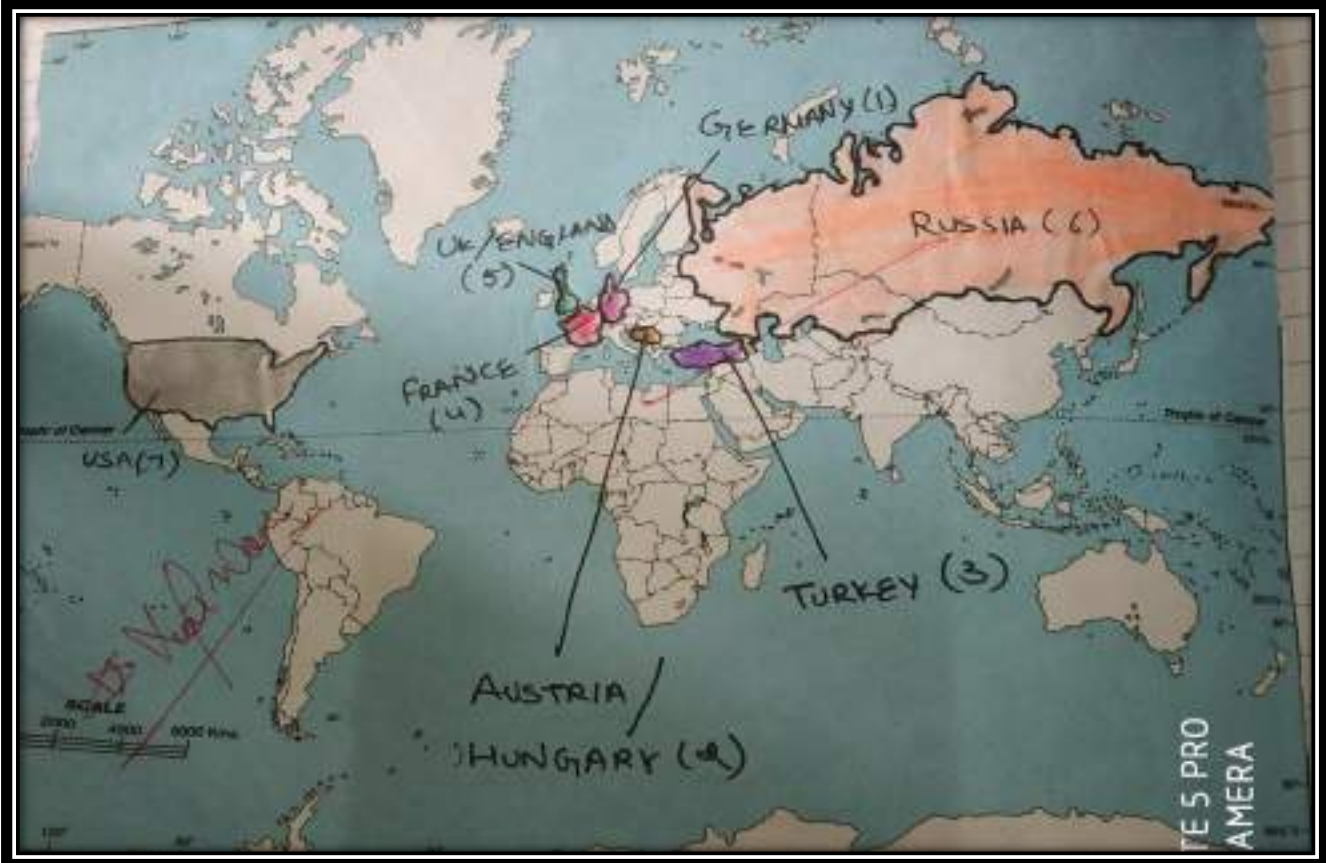 GERMANY (1)
UK/ENGLAND
(5)
RUSSIA (6)
FRANCE
(4)
Tropic of Cancer
Tropic of Cancer
USA(7)
TURKEY (3)
AUSTRIA /
HUNGARY (2)
SCALE
2000 4000 6000 Kms
TE 5 PRO
AMERA